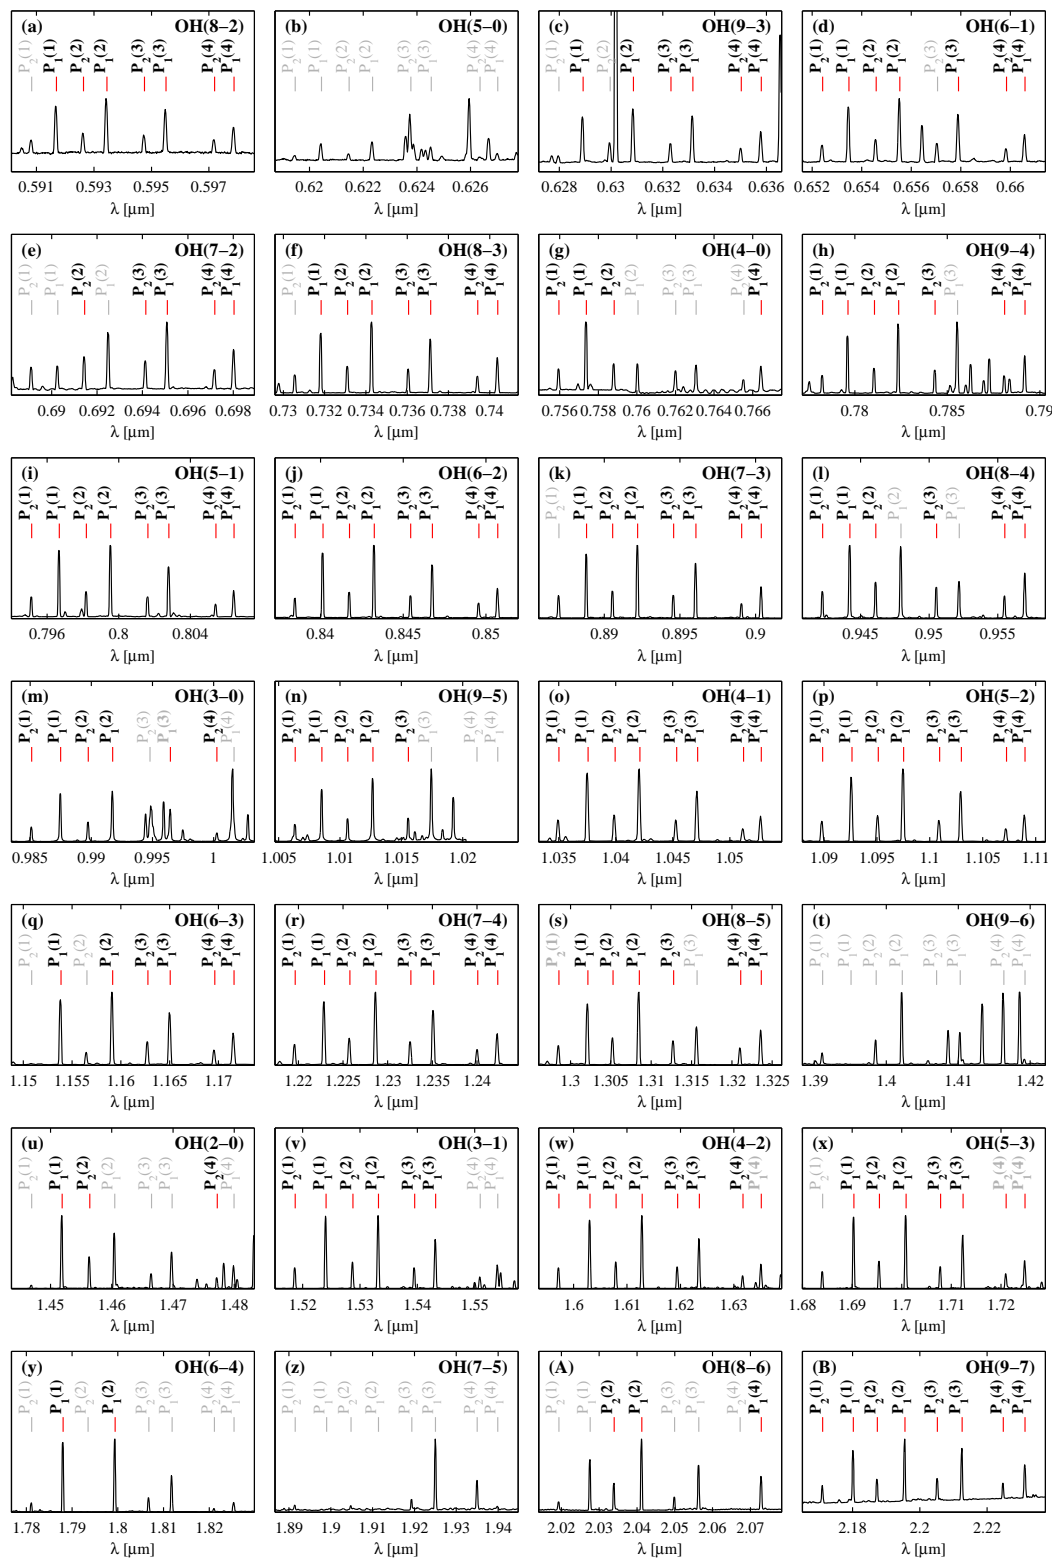 (a) OH(8–2)
P2(1) P1(1) P2(2) P1(2) P2(3) P1(3) P2(4) P1(4)
0.591 0.593 0.595 0.597
λ [μm]
(b) OH(5–0)
P2(1) P1(1) P2(2) P1(2) P2(3) P1(3) P2(4) P1(4)
0.62 0.622 0.624 0.626
λ [μm]
(c) OH(9–3)
P2(1) P1(1) P2(2) P1(2) P2(3) P1(3) P2(4) P1(4)
0.628 0.63 0.632 0.634 0.636
λ [μm]
(d) OH(6–1)
P2(1) P1(1) P2(2) P1(2) P2(3) P1(3) P2(4) P1(4)
0.652 0.654 0.656 0.658 0.66
λ [μm]
(e) OH(7–2)
P2(1) P1(1) P2(2) P1(2) P2(3) P1(3) P2(4) P1(4)
0.69 0.692 0.694 0.696 0.698
λ [μm]
(f) OH(8–3)
P2(1) P1(1) P2(2) P1(2) P2(3) P1(3) P2(4) P1(4)
0.73 0.732 0.734 0.736 0.738 0.74
λ [μm]
(g) OH(4–0)
P2(1) P1(1) P2(2) P1(2) P2(3) P1(3) P2(4) P1(4)
0.756 0.758 0.76 0.762 0.764 0.766
λ [μm]
(h) OH(9–4)
P2(1) P1(1) P2(2) P1(2) P2(3) P1(3) P2(4) P1(4)
0.78 0.785 0.79
λ [μm]
(i) OH(5–1)
P2(1) P1(1) P2(2) P1(2) P2(3) P1(3) P2(4) P1(4)
0.796 0.8 0.804
λ [μm]
(j) OH(6–2)
P2(1) P1(1) P2(2) P1(2) P2(3) P1(3) P2(4) P1(4)
0.84 0.845 0.85
λ [μm]
(k) OH(7–3)
P2(1) P1(1) P2(2) P1(2) P2(3) P1(3) P2(4) P1(4)
0.89 0.895 0.9
λ [μm]
(l) OH(8–4)
P2(1) P1(1) P2(2) P1(2) P2(3) P1(3) P2(4) P1(4)
0.945 0.95 0.955
λ [μm]
(m) OH(3–0)
P2(1) P1(1) P2(2) P1(2) P2(3) P1(3) P2(4) P1(4)
0.985 0.99 0.995 1
λ [μm]
(n) OH(9–5)
P2(1) P1(1) P2(2) P1(2) P2(3) P1(3) P2(4) P1(4)
1.005 1.01 1.015 1.02
λ [μm]
(o) OH(4–1)
P2(1) P1(1) P2(2) P1(2) P2(3) P1(3) P2(4) P1(4)
1.035 1.04 1.045 1.05
λ [μm]
(p) OH(5–2)
P2(1) P1(1) P2(2) P1(2) P2(3) P1(3) P2(4) P1(4)
1.09 1.095 1.1 1.105 1.11
λ [μm]
(q) OH(6–3)
P2(1) P1(1) P2(2) P1(2) P2(3) P1(3) P2(4) P1(4)
1.15 1.155 1.16 1.165 1.17
λ [μm]
(r) OH(7–4)
P2(1) P1(1) P2(2) P1(2) P2(3) P1(3) P2(4) P1(4)
1.22 1.225 1.23 1.235 1.24
λ [μm]
(s) OH(8–5)
P2(1) P1(1) P2(2) P1(2) P2(3) P1(3) P2(4) P1(4)
1.3 1.305 1.31 1.315 1.32 1.325
λ [μm]
(t) OH(9–6)
P2(1) P1(1) P2(2) P1(2) P2(3) P1(3) P2(4) P1(4)
1.39 1.4 1.41 1.42
λ [μm]
(u) OH(2–0)
P2(1) P1(1) P2(2) P1(2) P2(3) P1(3) P2(4) P1(4)
1.45 1.46 1.47 1.48
λ [μm]
(v) OH(3–1)
P2(1) P1(1) P2(2) P1(2) P2(3) P1(3) P2(4) P1(4)
1.52 1.53 1.54 1.55
λ [μm]
(w) OH(4–2)
P2(1) P1(1) P2(2) P1(2) P2(3) P1(3) P2(4) P1(4)
1.6 1.61 1.62 1.63
λ [μm]
(x) OH(5–3)
P2(1) P1(1) P2(2) P1(2) P2(3) P1(3) P2(4) P1(4)
1.68 1.69 1.7 1.71 1.72
λ [μm]
(y) OH(6–4)
P2(1) P1(1) P2(2) P1(2) P2(3) P1(3) P2(4) P1(4)
1.78 1.79 1.8 1.81 1.82
λ [μm]
(z) OH(7–5)
P2(1) P1(1) P2(2) P1(2) P2(3) P1(3) P2(4) P1(4)
1.89 1.9 1.91 1.92 1.93 1.94
λ [μm]
(A) OH(8–6)
P2(1) P1(1) P2(2) P1(2) P2(3) P1(3) P2(4) P1(4)
2.02 2.03 2.04 2.05 2.06 2.07
λ [μm]
(B) OH(9–7)
P2(1) P1(1) P2(2) P1(2) P2(3) P1(3) P2(4) P1(4)
2.18 2.2 2.22
λ [μm]